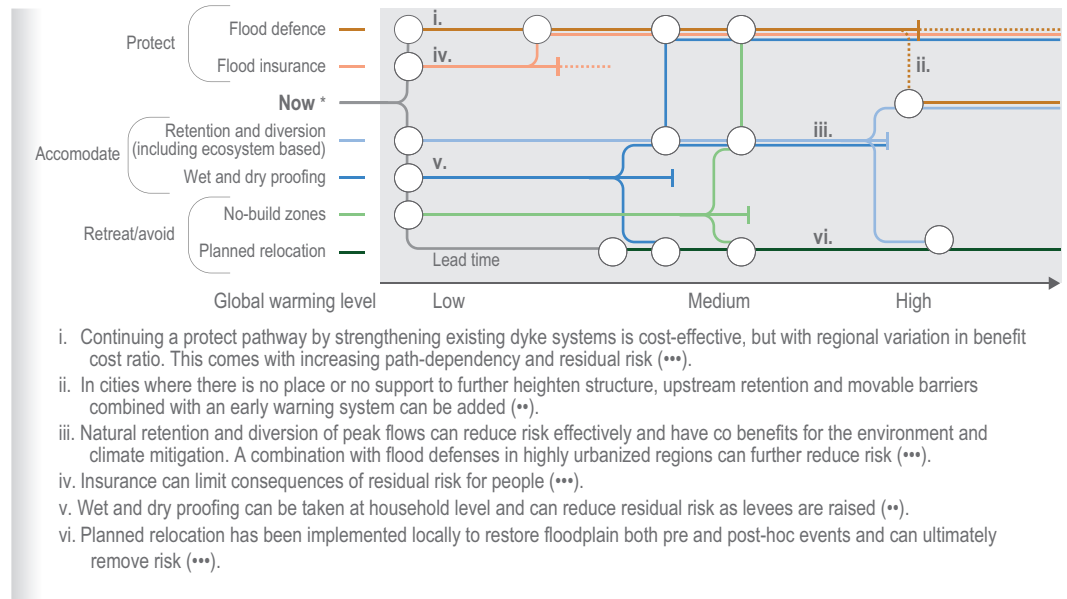 Protect
Flood defence
i.
Flood insurance
iv.
ii.
Now *
Accomodate
Retention and diversion
(including ecosystem based)
iii.
Wet and dry proofing
v.
Retreat/avoid
No-build zones
Planned relocation
vi.
Lead time
Global warming level
Low
Medium
High
i. Continuing a protect pathway by strengthening existing dyke systems is cost-effective, but with regional variation in benefit
cost ratio. This comes with increasing path-dependency and residual risk (•••).
ii. In cities where there is no place or no support to further heighten structure, upstream retention and movable barriers
combined with an early warning system can be added (••).
iii. Natural retention and diversion of peak flows can reduce risk effectively and have co benefits for the environment and
climate mitigation. A combination with flood defenses in highly urbanized regions can further reduce risk (•••).
iv. Insurance can limit consequences of residual risk for people (•••).
v. Wet and dry proofing can be taken at household level and can reduce residual risk as levees are raised (••).
vi. Planned relocation has been implemented locally to restore floodplain both pre and post-hoc events and can ultimately
remove risk (•••).